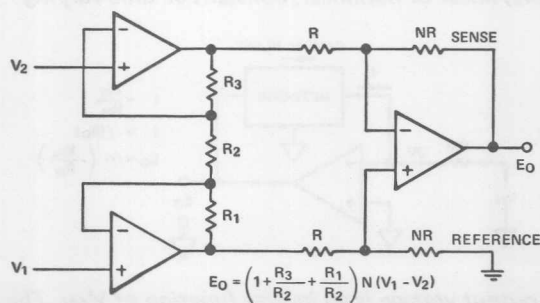 R NR SENSE
−
V2 +
R3
R2
−
+
EO
R1
−
V1 +
R NR REFERENCE
EO = (1 + R3/R2 + R1/R2) N (V1 − V2)